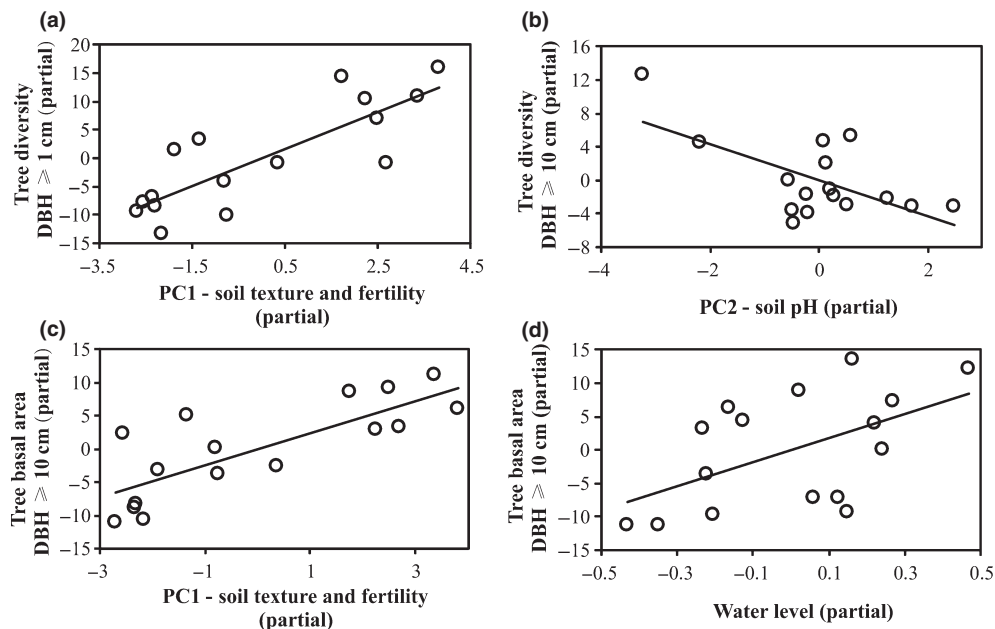 (a)
Tree diversity
DBH ⩾ 1 cm (partial)
20
15
10
5
0
−5
−10
−15
−3.5
−1.5
0.5
2.5
4.5
PC1 - soil texture and fertility
(partial)
(b)
Tree diversity
DBH ⩾ 10 cm (partial)
16
12
8
4
0
−4
−8
−4
−2
0
2
PC2 - soil pH (partial)
(c)
Tree basal area
DBH ⩾ 10 cm (partial)
15
10
5
0
−5
−10
−15
−3
−1
1
3
PC1 - soil texture and fertility
(partial)
(d)
Tree basal area
DBH ⩾ 10 cm (partial)
15
10
5
0
−5
−10
−15
−0.5
−0.3
−0.1
0.1
0.3
0.5
Water level (partial)